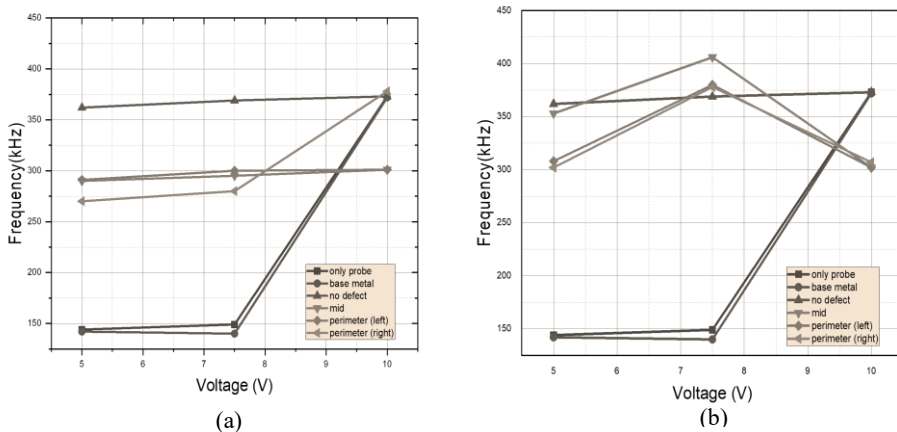 450
400
350
300
250
200
150
Frequency(kHz)
5 6 7 8 9 10
Voltage (V)
only probe
base metal
no defect
mid
perimeter (left)
perimeter (right)
(a)
450
400
350
300
250
200
150
Frequency(kHz)
5 6 7 8 9 10
Voltage (V)
only probe
base metal
no defect
mid
perimeter (left)
perimeter (right)
(b)